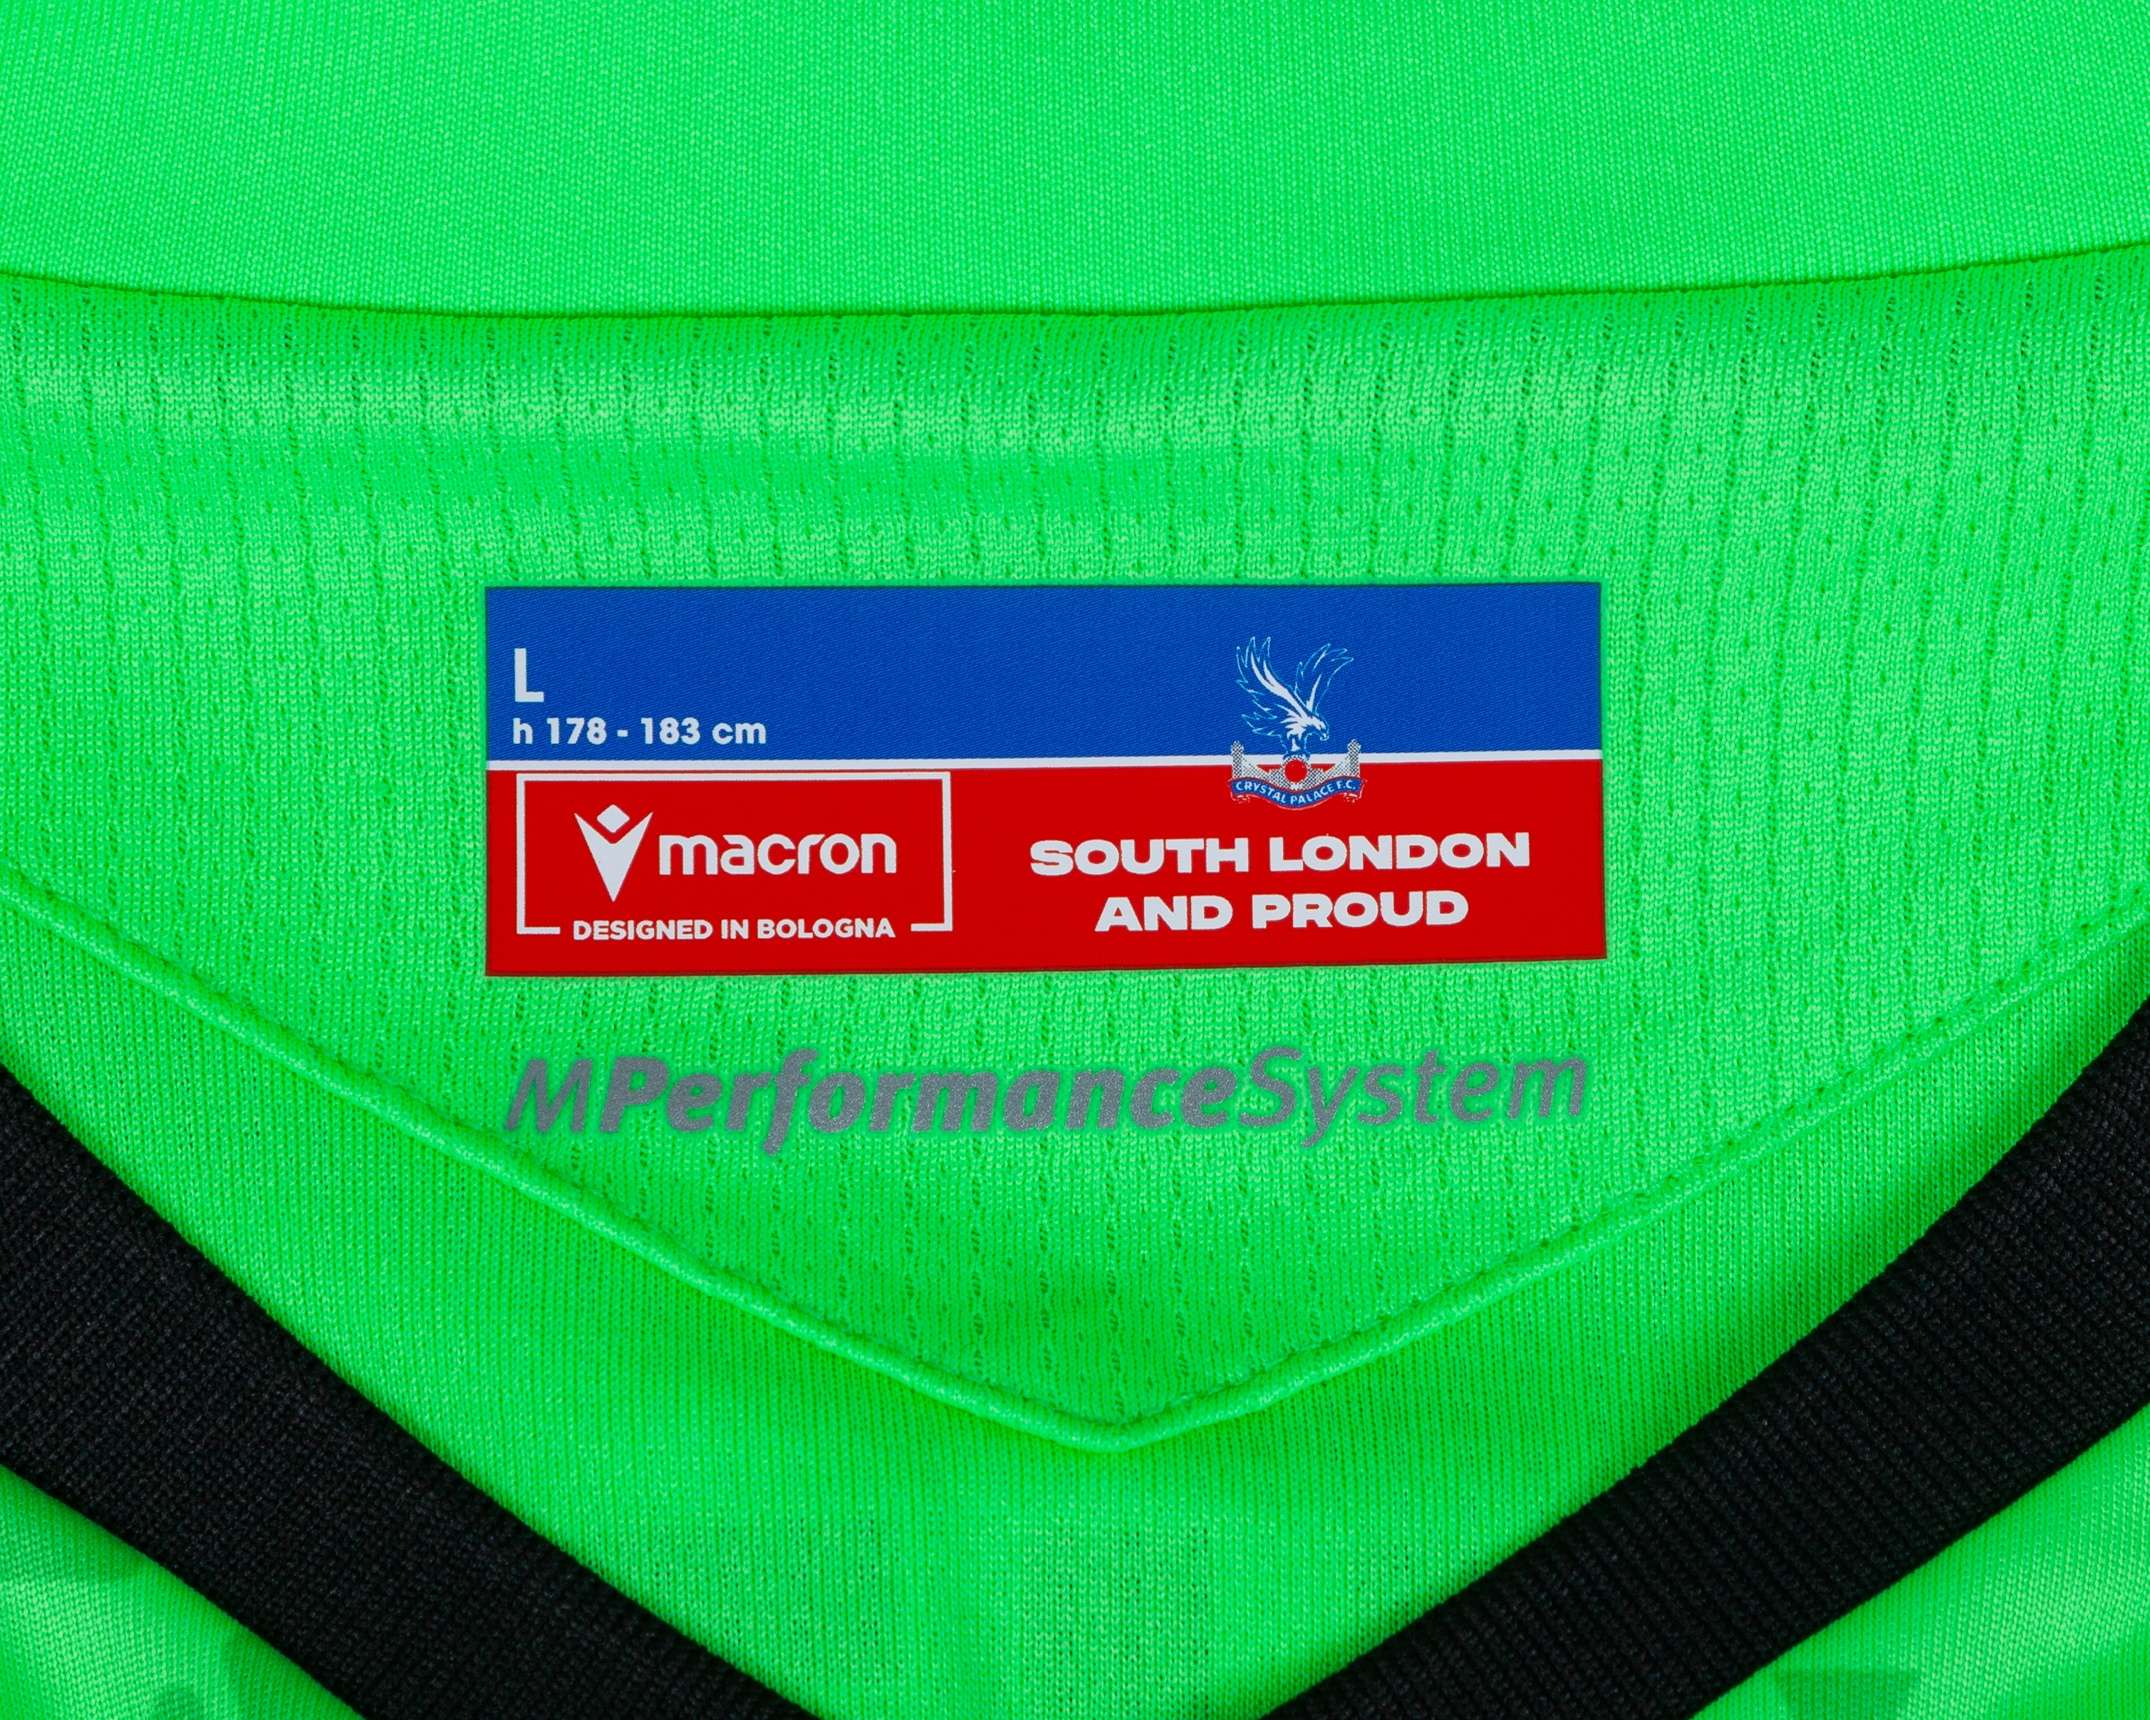 L
h 178 - 183 cm
CRYSTAL PALACE F.C.
macron
DESIGNED IN BOLOGNA
SOUTH LONDON
AND PROUD
MPerformanceSystem